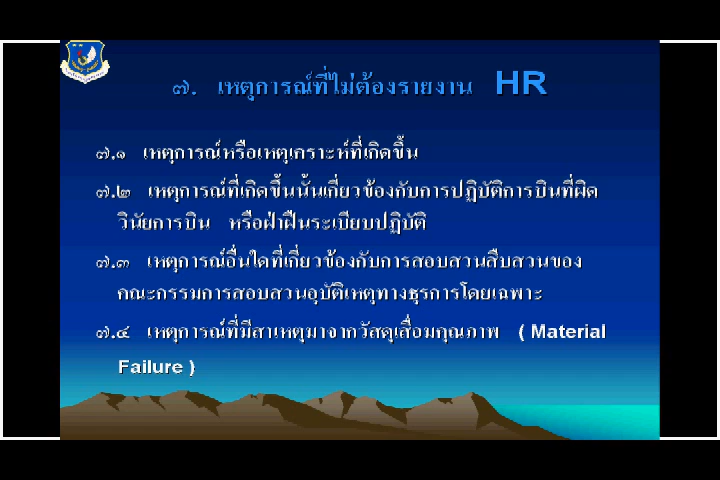 ๗.  เหตุการณ์ที่ไม่ต้องรายงาน  HR
๗.๑  เหตุการณ์หรือเหตุเกราะห์ที่เกิดขึ้น
๗.๒  เหตุการณ์ที่เกิดขึ้นนั้นเกี่ยวข้องกับการปฏิบัติการบินที่ผิด
วินัยการบิน  หรือฝ่าฝืนระเบียบปฏิบัติ
๗.๓  เหตุการณ์อื่นใดที่เกี่ยวข้องกับการสอบสวนสืบสวนของ
คณะกรรมการสอบสวนอุบัติเหตุทางธุรการโดยเฉพาะ
๗.๔  เหตุการณ์ที่มีสาเหตุมาจากวัสดุเสื่อมคุณภาพ  ( Material
Failure )